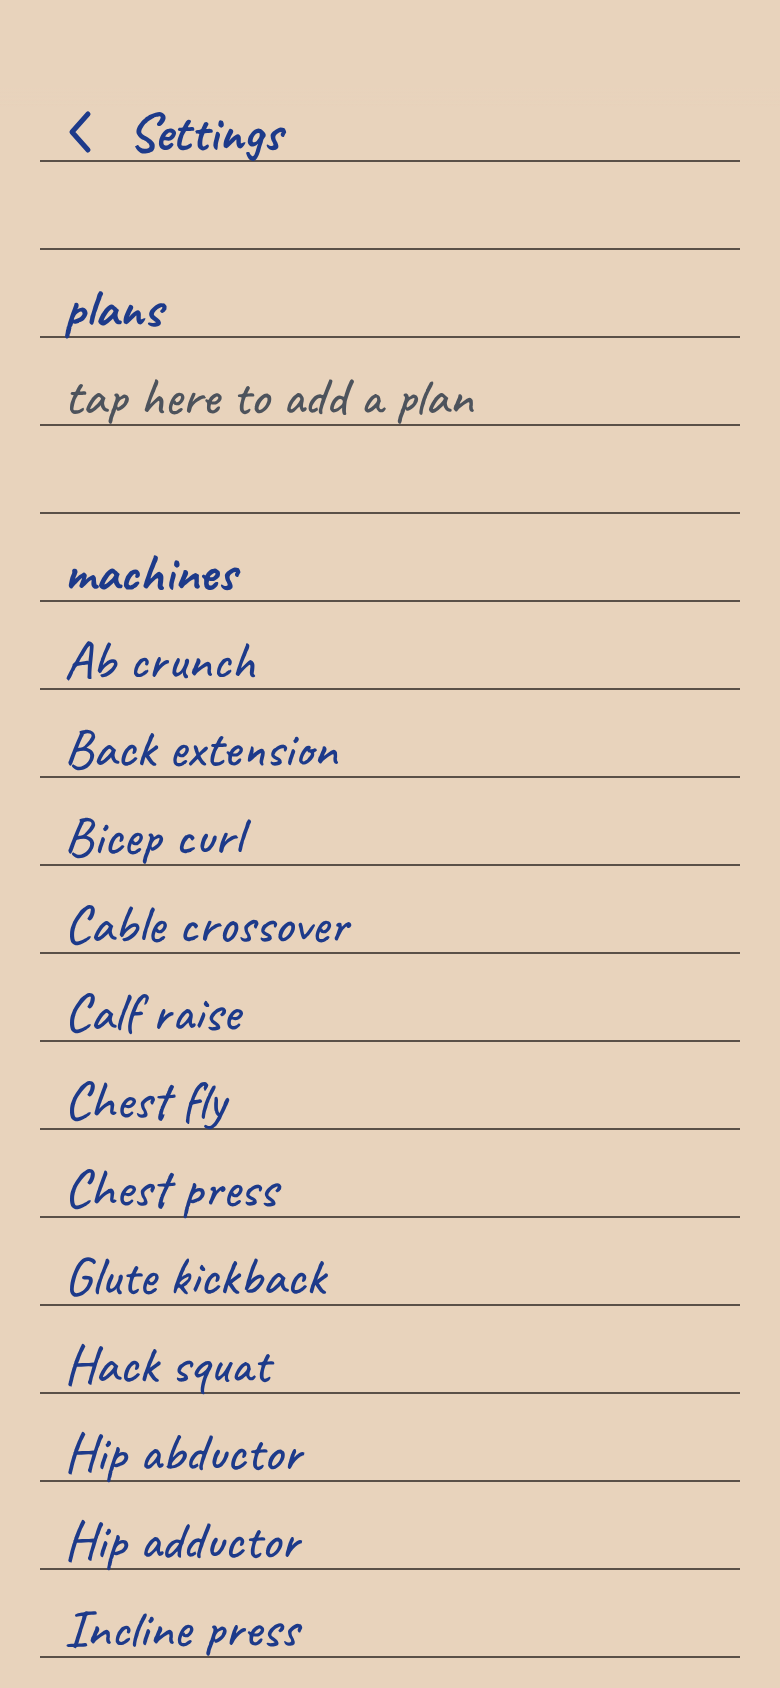 Settings
plans
tap here to add a plan
machines
Ab crunch
Back extension
Bicep curl
Cable crossover
Calf raise
Chest fly
Chest press
Glute kickback
Hack squat
Hip abductor
Hip adductor
Incline press